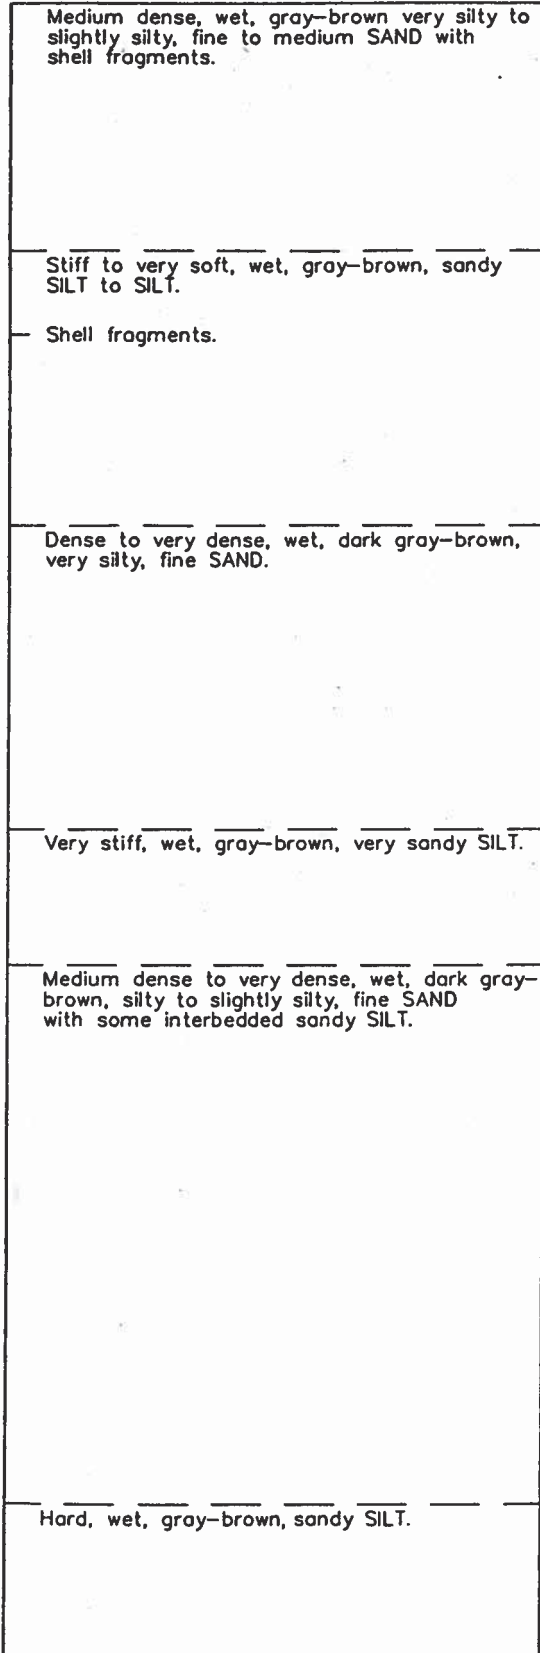 Medium dense, wet, gray-brown very silty to
slightly silty, fine to medium SAND with
shell fragments.
Stiff to very soft, wet, gray-brown, sandy
SILT to SILT.
Shell fragments.
Dense to very dense, wet, dark gray-brown,
very silty, fine SAND.
Very stiff, wet, gray-brown, very sandy SILT.
Medium dense to very dense, wet, dark gray-
brown, silty to slightly silty, fine SAND
with some interbedded sandy SILT.
Hard, wet, gray-brown, sandy SILT.